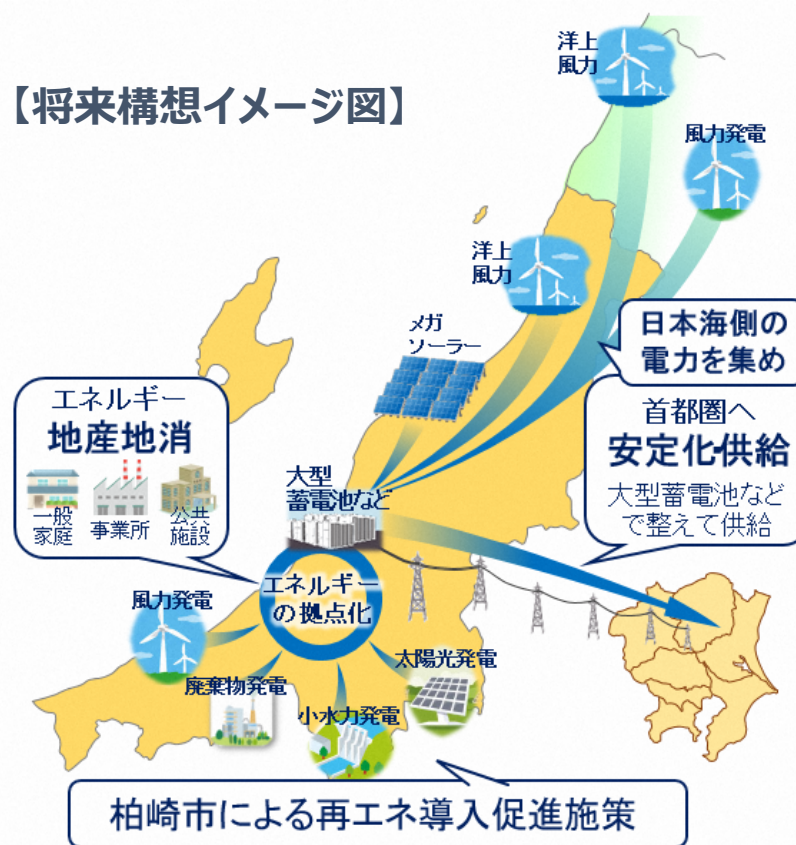 【将来構想イメージ図】
洋上
風力
風力発電
洋上
風力
メガ
ソーラー
日本海側の
電力を集め
エネルギー
地産地消
一般
家庭
事業所
公共
施設
首都圏へ
安定化供給
大型蓄電池など
で整えて供給
大型
蓄電池など
エネルギー
の拠点化
風力発電
廃棄物発電
小水力発電
太陽光発電
柏崎市による再エネ導入促進施策